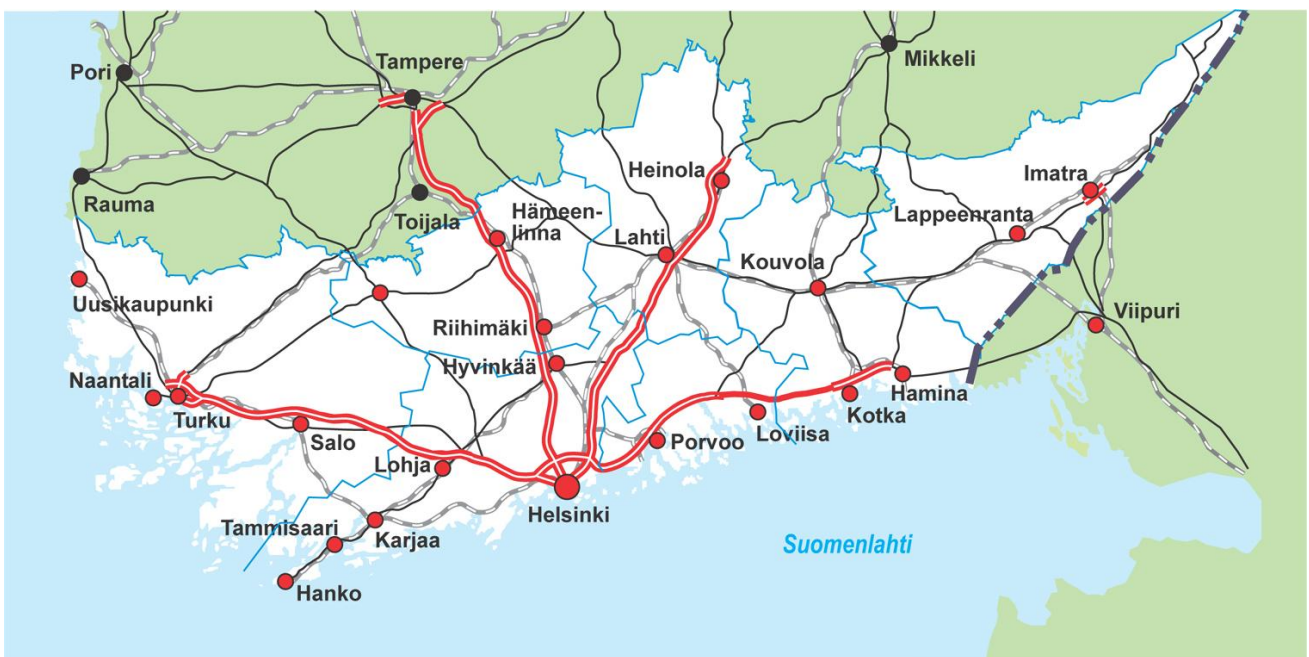 Mikkeli
Tampere
Pori
Heinola
Imatra
Rauma
Toijala
Hämeen-
linna
Lappeenranta
Lahti
Kouvola
Uusikaupunki
Viipuri
Riihimäki
Hyvinkää
Naantali
Turku
Hamina
Kotka
Loviisa
Porvoo
Salo
Lohja
Helsinki
Tammisaari
Karjaa
Suomenlahti
Hanko